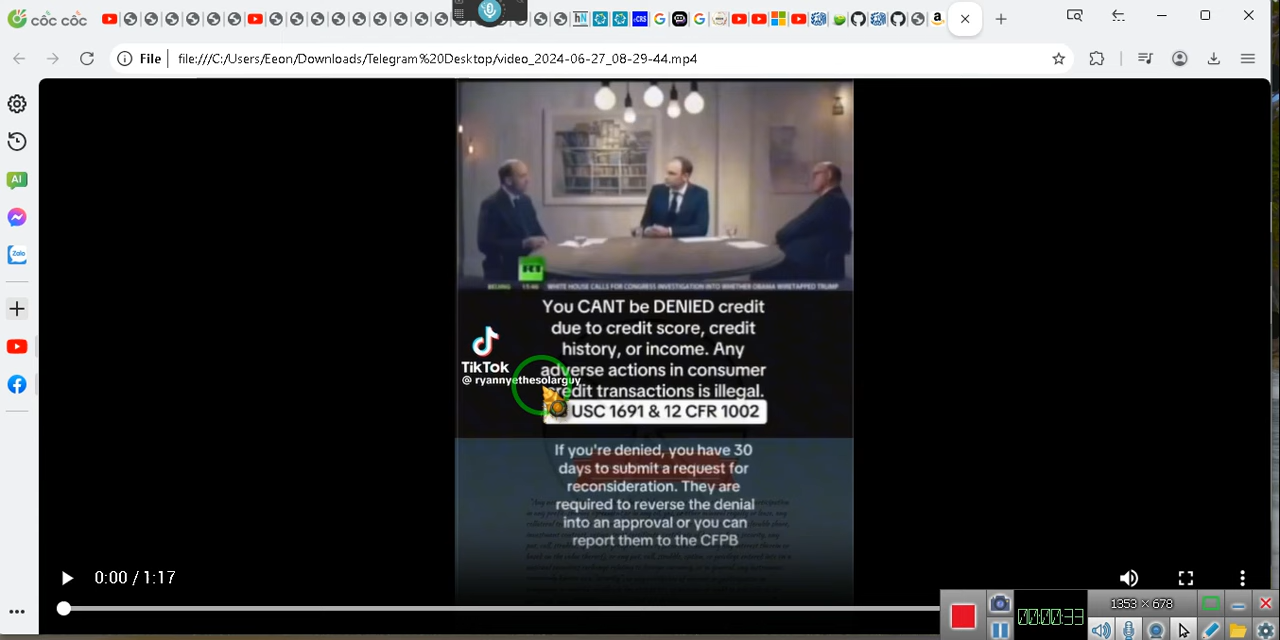 cốc cốc
hN
CRS
File
file:///C:/Users/Eeon/Downloads/Telegram%20Desktop/video_2024-06-27_08-29-44.mp4
AI
Zalo
RT
BEIJING 15:46 WHITE HOUSE CALLS FOR CONGRESS INVESTIGATION INTO WHETHER OBAMA WIRETAPPED TRUMP
You CANT be DENIED credit
due to credit score, credit
history, or income. Any
adverse actions in consumer
credit transactions is illegal.
USC 1691 & 12 CFR 1002
TikTok
@ ryannyethesolarguy
If you're denied, you have 30
days to submit a request for
reconsideration. They are
required to reverse the denial
into an approval or you can
report them to the CFPB
0:00 / 1:17
1353 × 678